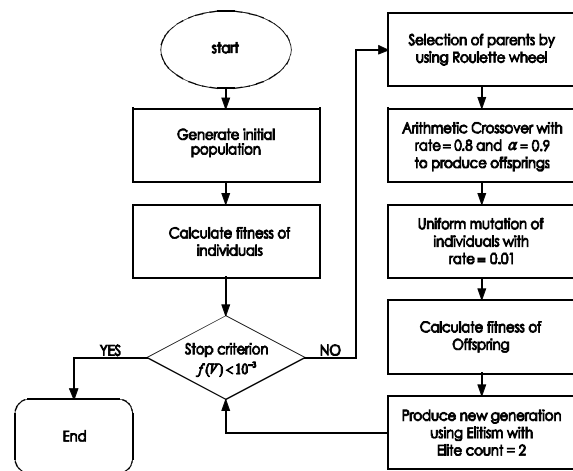 start
Generate initial
population
Calculate fitness of
individuals
Stop criterion
f(V) < 10⁻³
YES
NO
End
Selection of parents by
using Roulette wheel
Arithmetic Crossover with
rate = 0.8 and α = 0.9
to produce offsprings
Uniform mutation of
individuals with
rate = 0.01
Calculate fitness of
Offspring
Produce new generation
using Elitism with
Elite count = 2